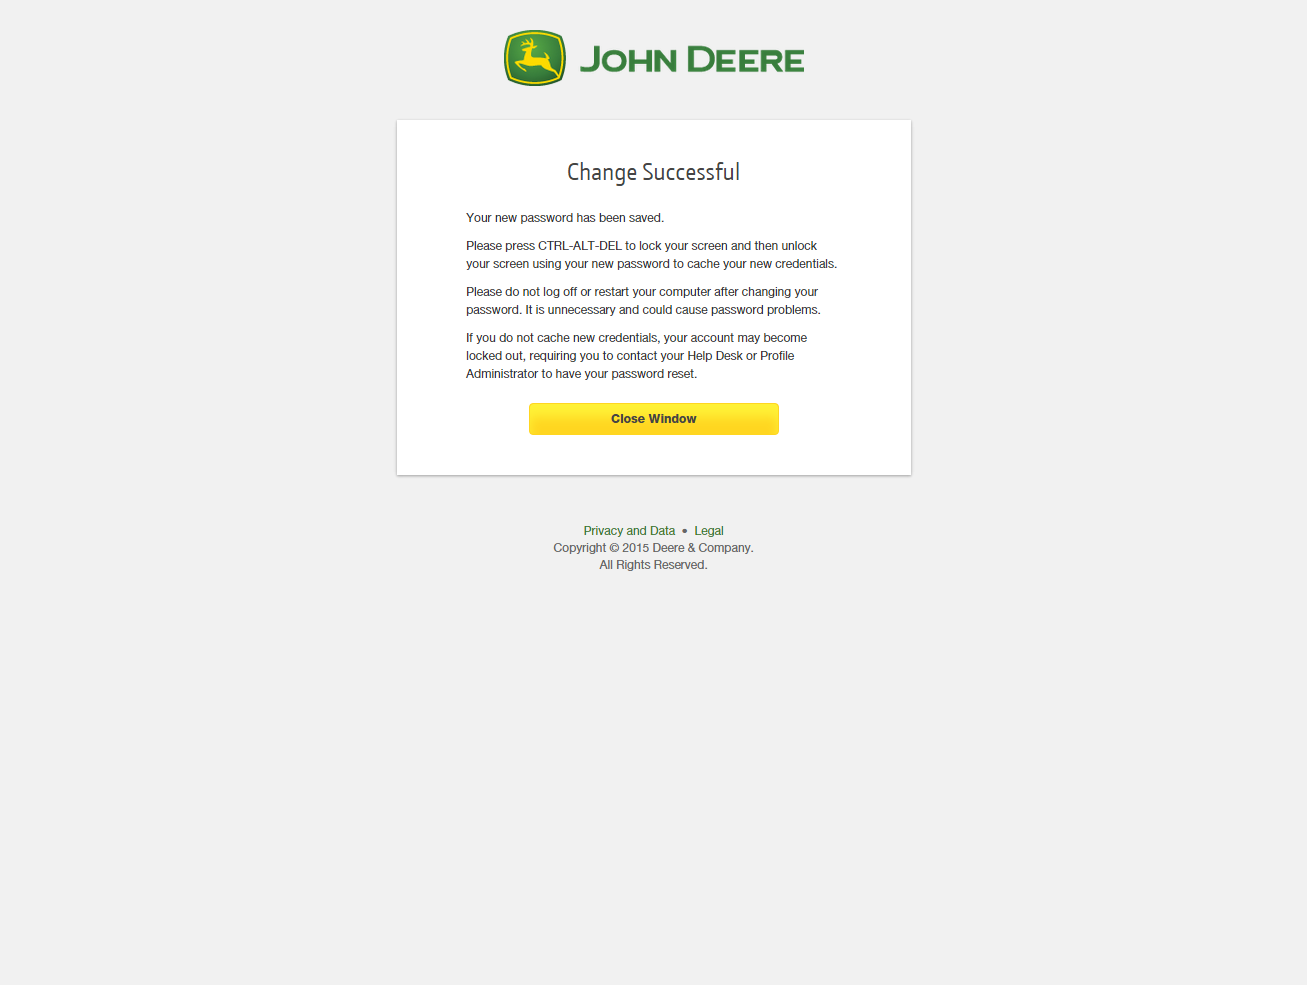 JOHN DEERE
Change Successful
Your new password has been saved.
Please press CTRL-ALT-DEL to lock your screen and then unlock
your screen using your new password to cache your new credentials.
Please do not log off or restart your computer after changing your
password. It is unnecessary and could cause password problems.
If you do not cache new credentials, your account may become
locked out, requiring you to contact your Help Desk or Profile
Administrator to have your password reset.
Close Window
Privacy and Data • Legal
Copyright © 2015 Deere & Company.
All Rights Reserved.